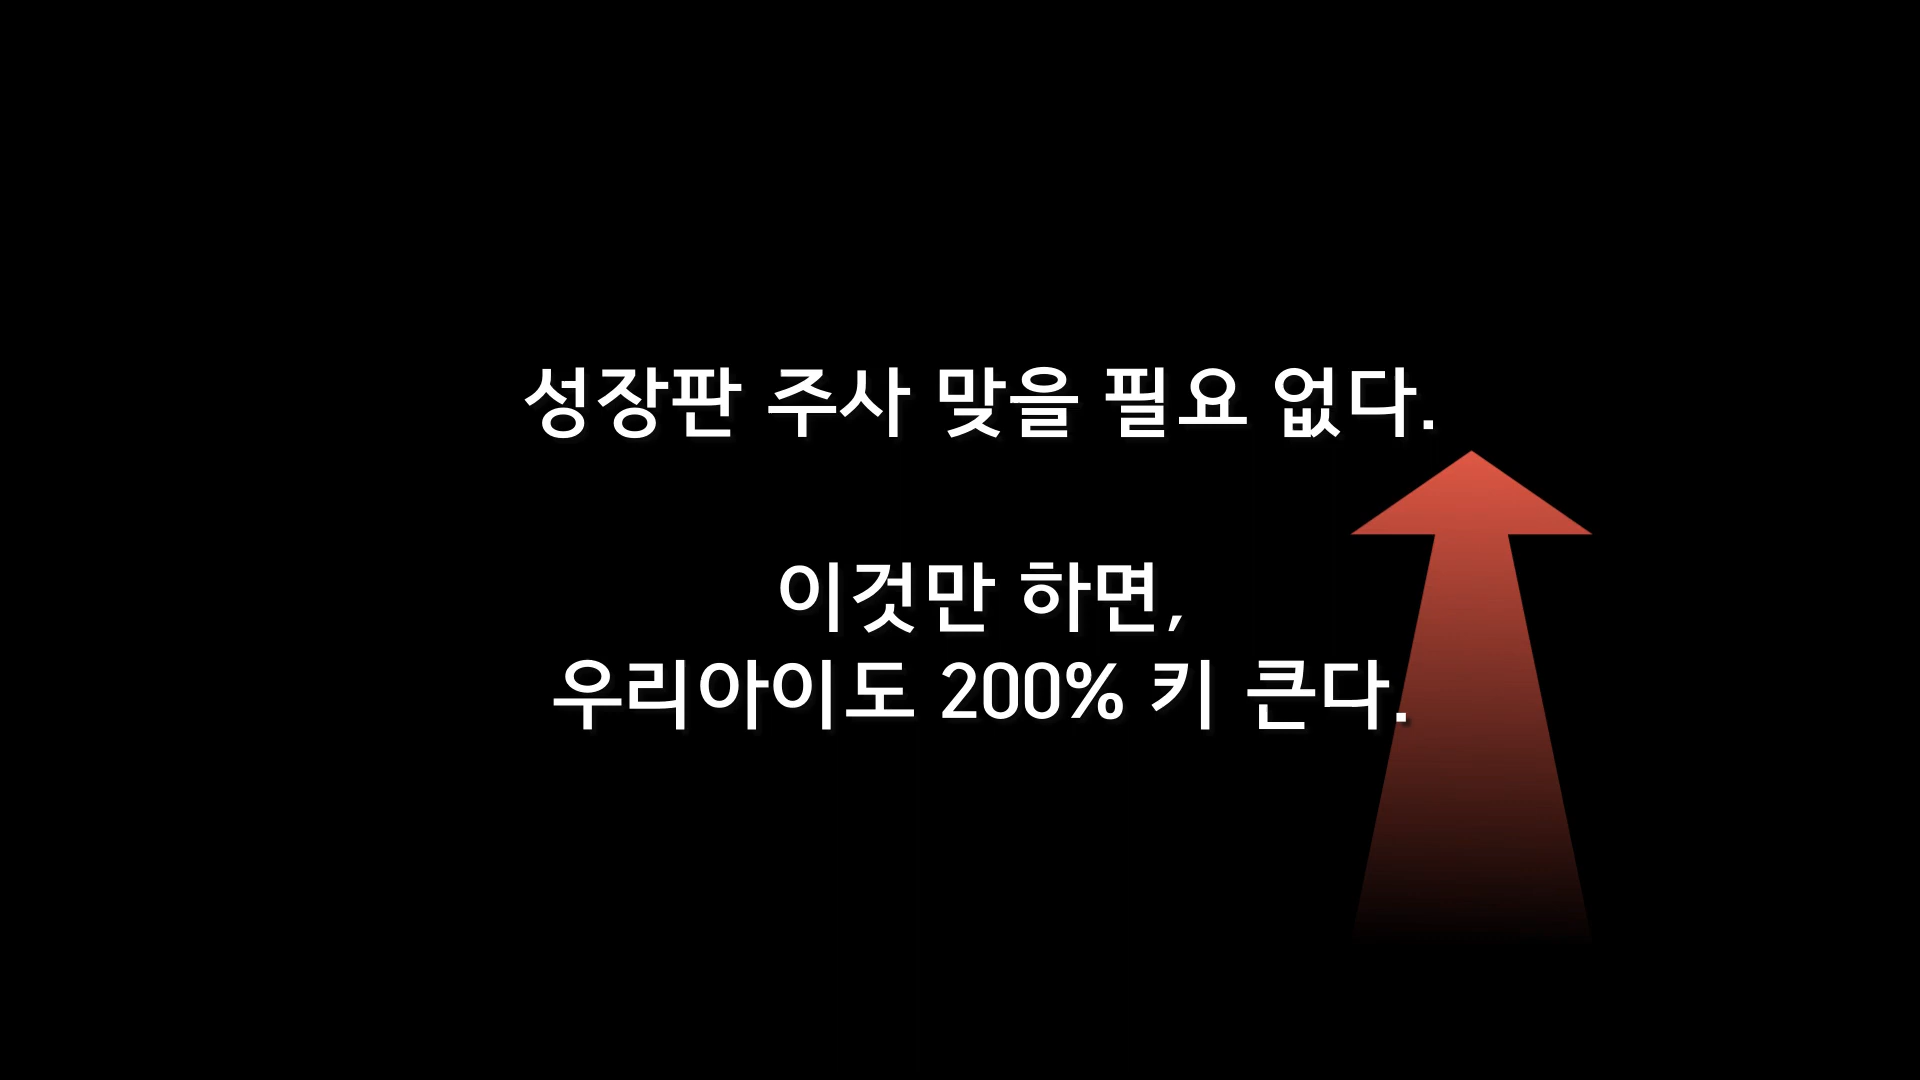 성장판 주사 맞을 필요 없다.
이것만 하면,
우리아이도 200% 키 큰다.